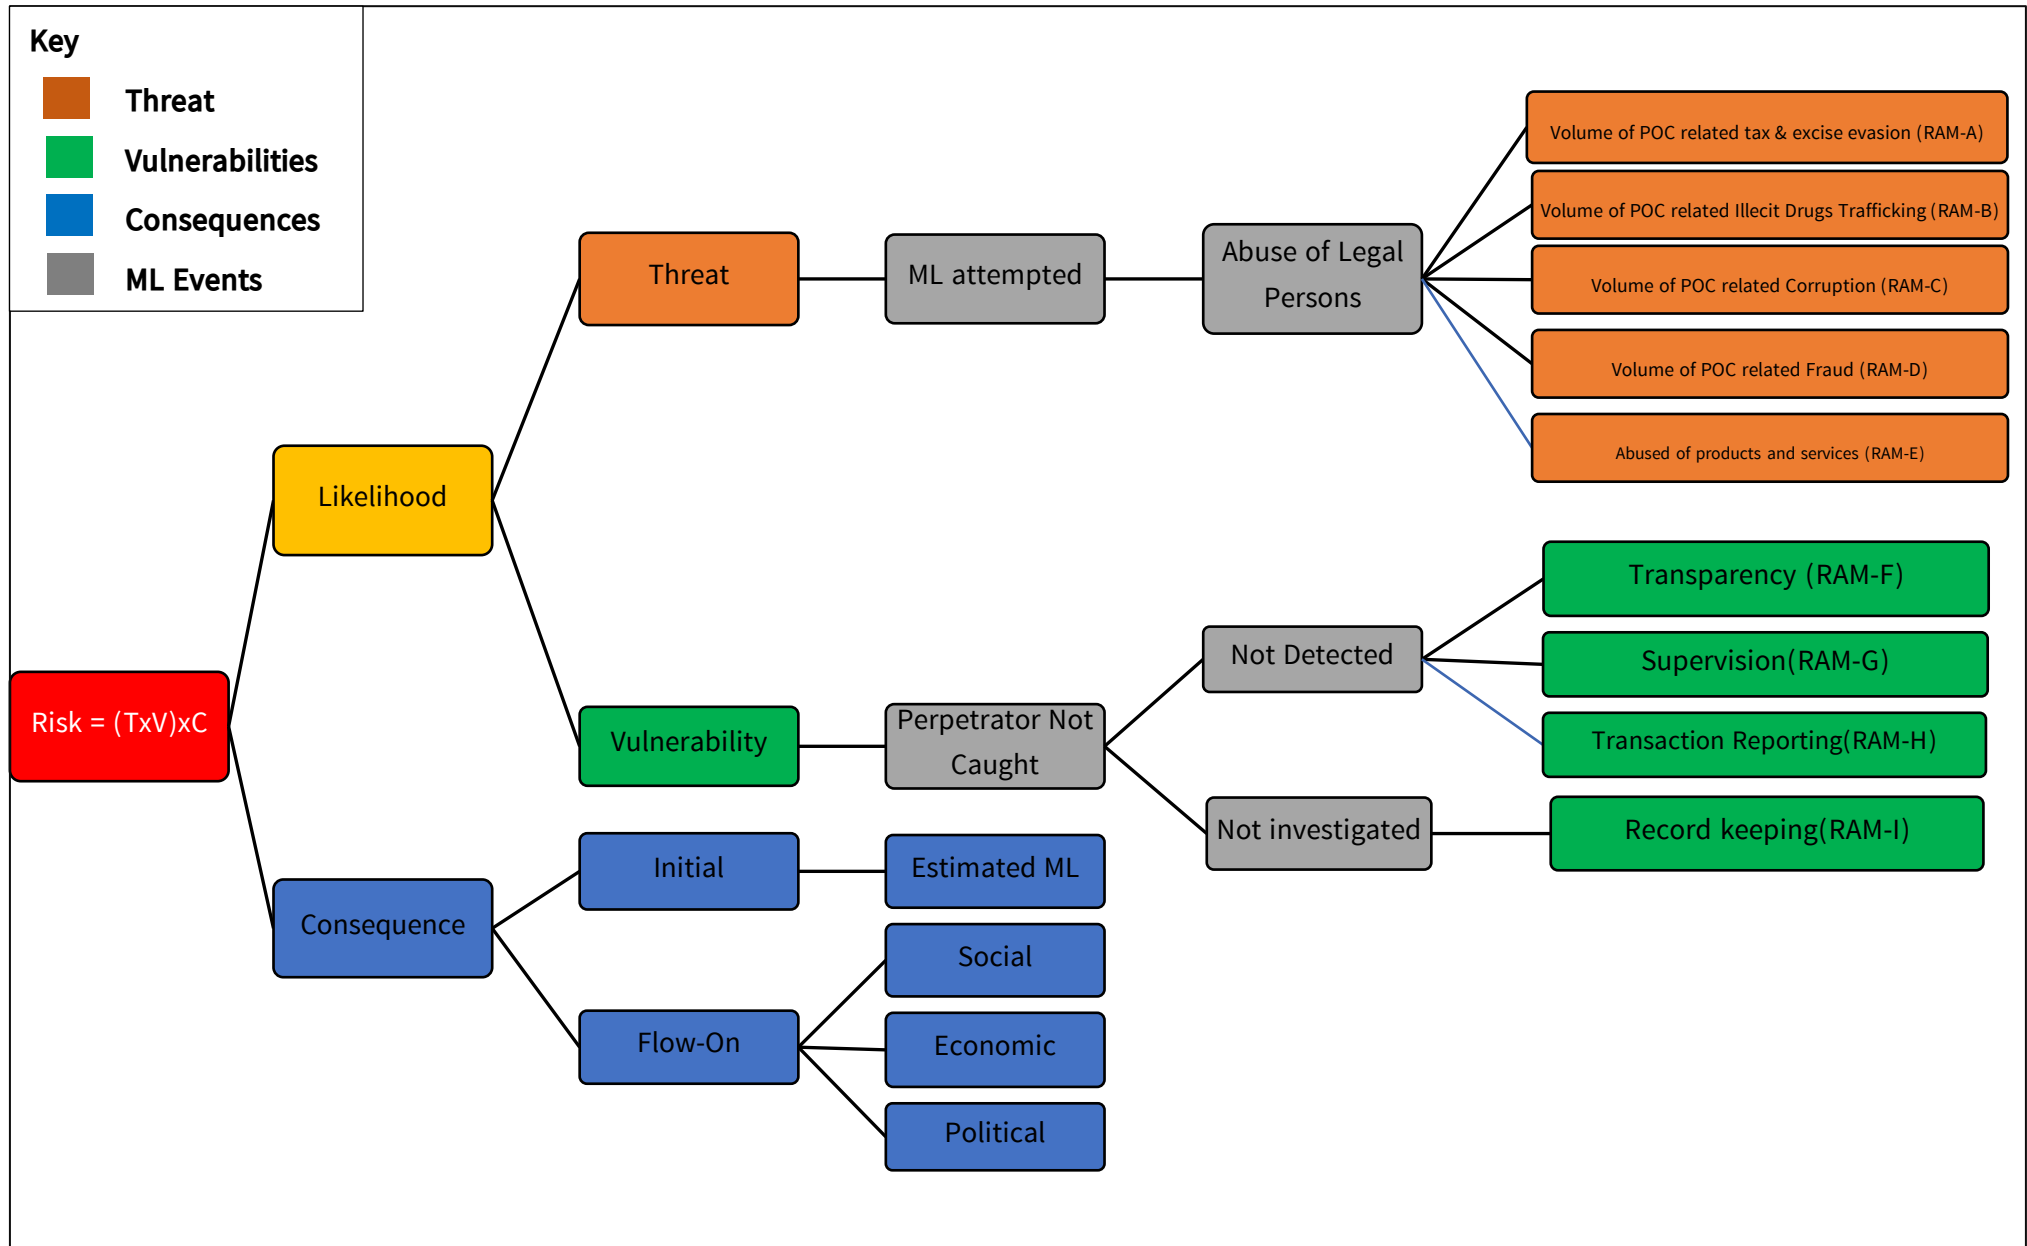 Key
Threat
Vulnerabilities
Consequences
ML Events
Risk = (TxV)xC
Likelihood
Consequence
Threat
Vulnerability
Initial
Flow-On
ML attempted
Perpetrator Not
Caught
Estimated ML
Social
Economic
Political
Abuse of Legal
Persons
Not Detected
Not investigated
Volume of POC related tax & excise evasion (RAM-A)
Volume of POC related Illecit Drugs Trafficking (RAM-B)
Volume of POC related Corruption (RAM-C)
Volume of POC related Fraud (RAM-D)
Abused of products and services (RAM-E)
Transparency (RAM-F)
Supervision(RAM-G)
Transaction Reporting(RAM-H)
Record keeping(RAM-I)